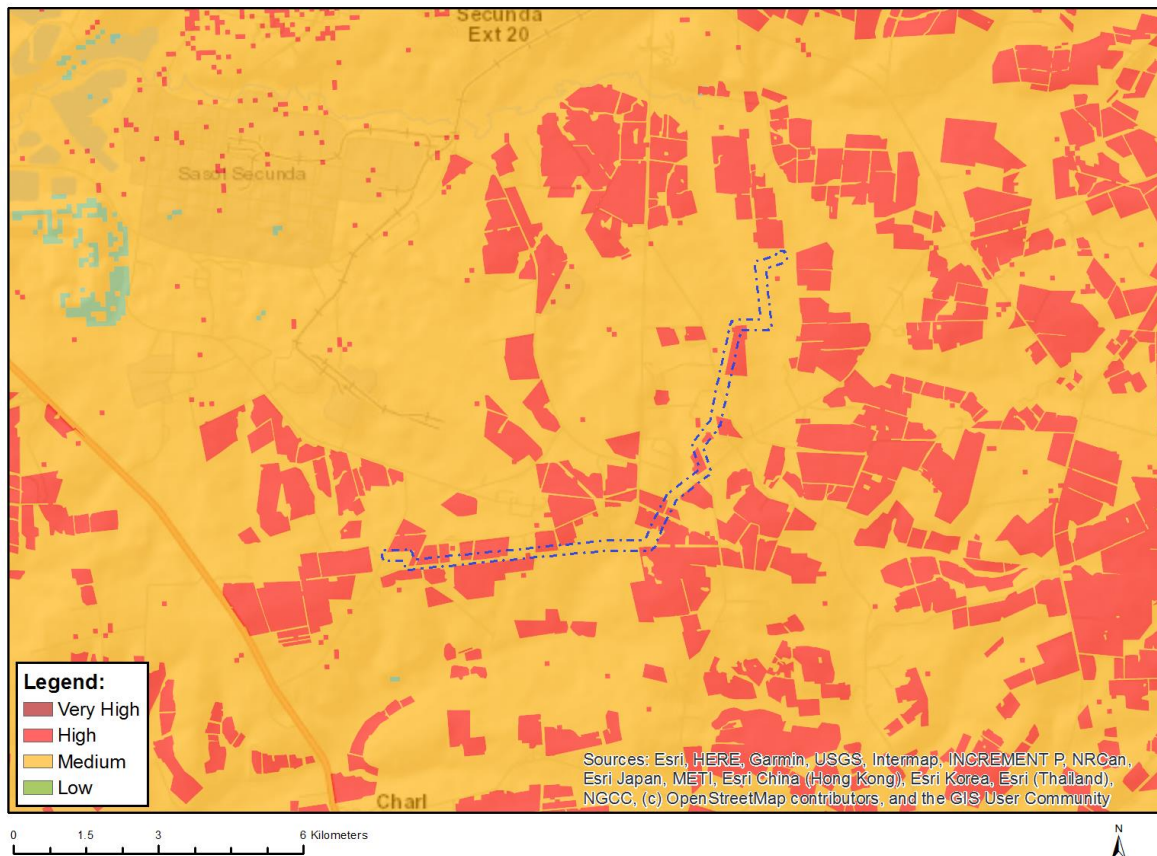 Secunda
Ext 20
Sasol Secunda
Legend:
Very High
High
Medium
Low
Charl
Sources: Esri, HERE, Garmin, USGS, Intermap, INCREMENT P, NRCan,
Esri Japan, METI, Esri China (Hong Kong), Esri Korea, Esri (Thailand),
NGCC, (c) OpenStreetMap contributors, and the GIS User Community
0 1.5 3 6 Kilometers
N